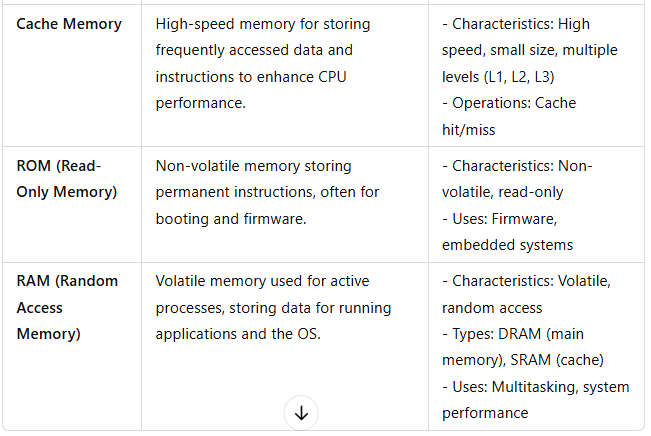 Cache Memory
High-speed memory for storing
frequently accessed data and
instructions to enhance CPU
performance.
- Characteristics: High
speed, small size, multiple
levels (L1, L2, L3)
- Operations: Cache
hit/miss
ROM (Read-
Only Memory)
Non-volatile memory storing
permanent instructions, often for
booting and firmware.
- Characteristics: Non-
volatile, read-only
- Uses: Firmware,
embedded systems
RAM (Random
Access
Memory)
Volatile memory used for active
processes, storing data for running
applications and the OS.
- Characteristics: Volatile,
random access
- Types: DRAM (main
memory), SRAM (cache)
- Uses: Multitasking, system
performance